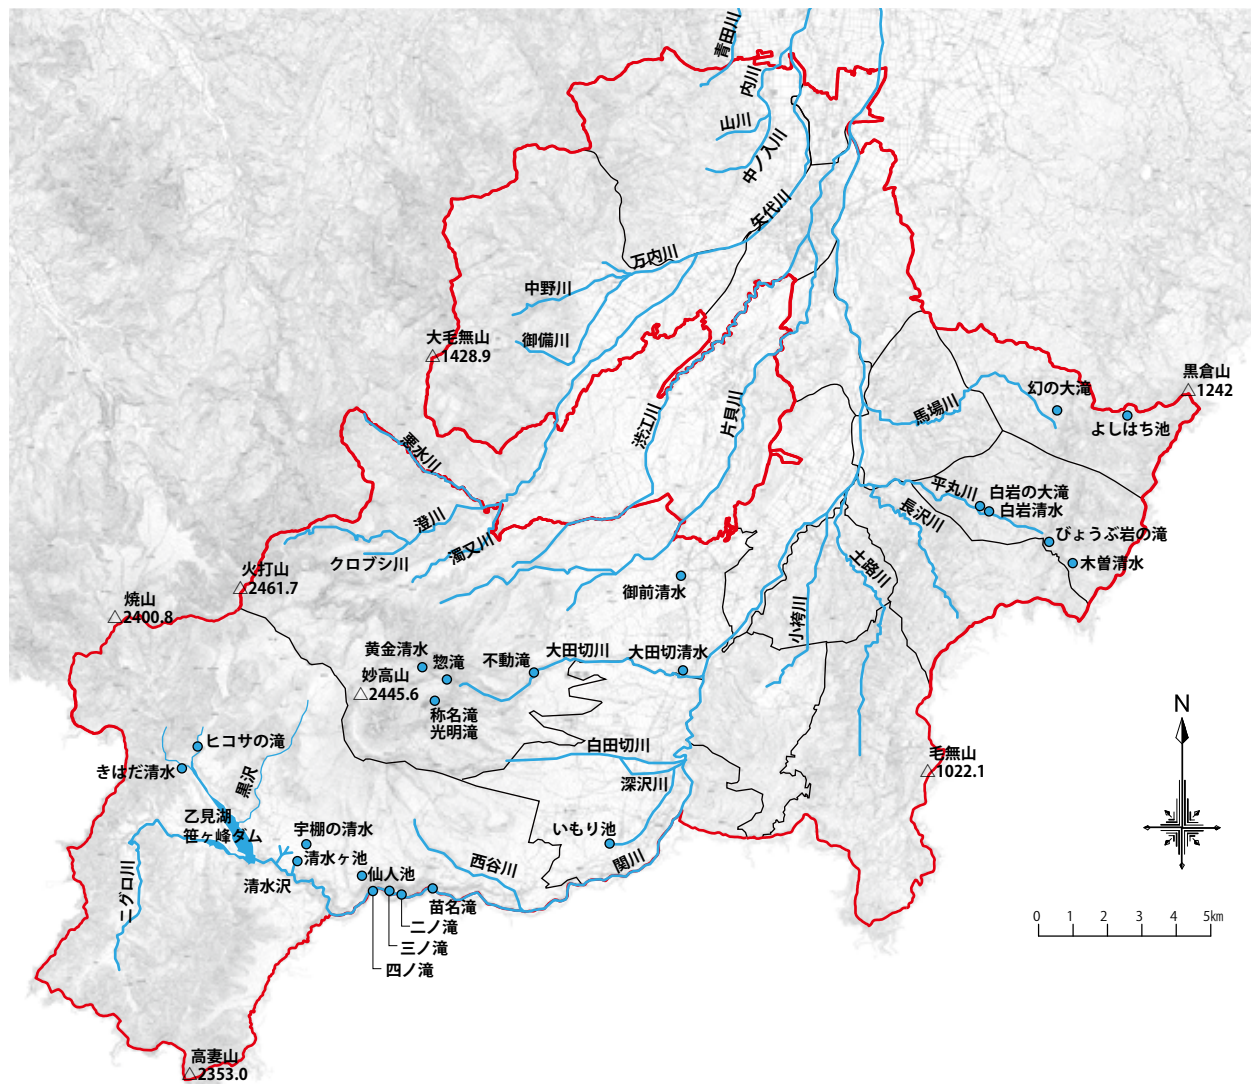 青田川
内川
山川
中ノ入川
矢代川
万内川
中野川
御備川
大毛無山
△1428.9
黒倉山
△1242
幻の大滝
よしはち池
馬場川
片貝川
渋江川
粟水川
平丸川
白岩の大滝
白岩清水
長沢川
びょうぶ岩の滝
木曽清水
澄川
クロブシ川
濁又川
土路川
火打山
△2461.7
焼山
△2400.8
御前清水
小袴川
黄金清水
惣滝
不動滝
大田切川
大田切清水
妙高山
△2445.6
称名滝
光明滝
ヒコサの滝
きはだ清水
黒沢
白田切川
深沢川
毛無山
△1022.1
乙見湖
笹ヶ峰ダム
宇棚の清水
清水ヶ池
いもり池
清水沢
仙人池
西谷川
関川
ニグロ川
苗名滝
二ノ滝
三ノ滝
四ノ滝
高妻山
△2353.0
N
0 1 2 3 4 5km